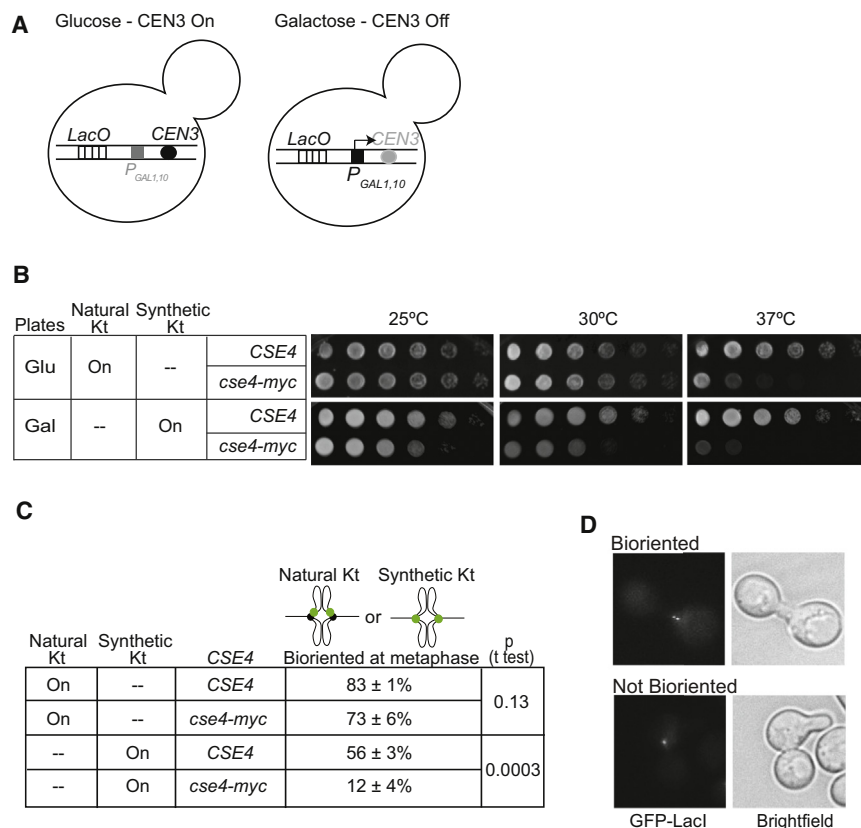 A
Glucose - CEN3 On
Galactose - CEN3 Off
LacO
CEN3
P GAL1,10
LacO
CEN3
P GAL1,10
B
Plates
Natural Kt
Synthetic Kt
25ºC
30ºC
37ºC
Glu
On
--
CSE4
cse4-myc
Gal
--
On
CSE4
cse4-myc
C
Natural Kt
or
Synthetic Kt
Natural Kt
Synthetic Kt
CSE4
Bioriented at metaphase
p (t test)
On -- CSE4 83 ± 1%
0.13
On -- cse4-myc 73 ± 6%
-- On CSE4 56 ± 3%
0.0003
-- On cse4-myc 12 ± 4%
D
Bioriented
Not Bioriented
GFP-LacI
Brightfield